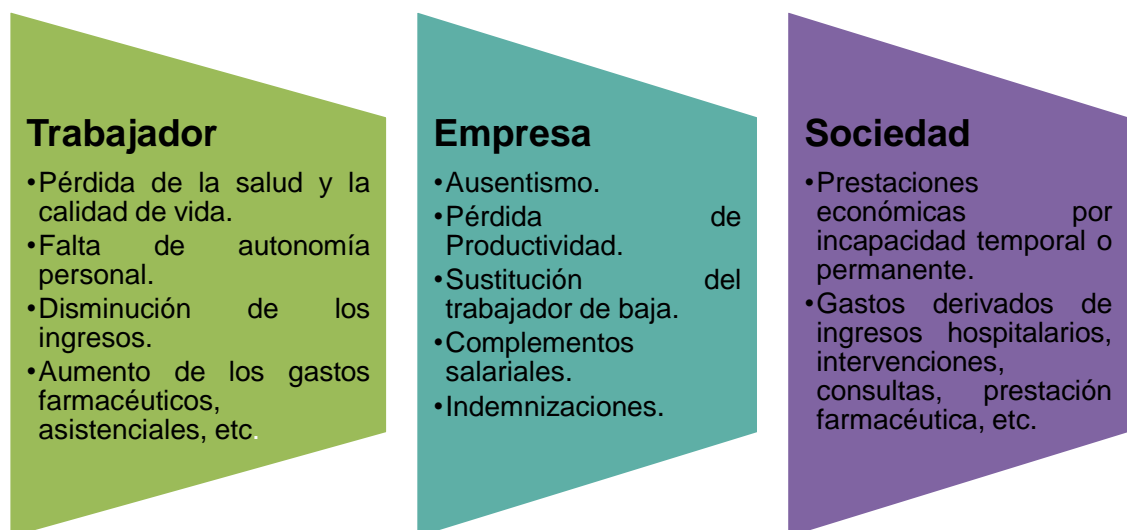 Trabajador
•Pérdida de la salud y la
calidad de vida.
•Falta de autonomía
personal.
•Disminución de los
ingresos.
•Aumento de los gastos
farmacéuticos,
asistenciales, etc.
Empresa
•Ausentismo.
•Pérdida de
Productividad.
•Sustitución del
trabajador de baja.
•Complementos
salariales.
•Indemnizaciones.
Sociedad
•Prestaciones
económicas por
incapacidad temporal o
permanente.
•Gastos derivados de
ingresos hospitalarios,
intervenciones,
consultas, prestación
farmacéutica, etc.